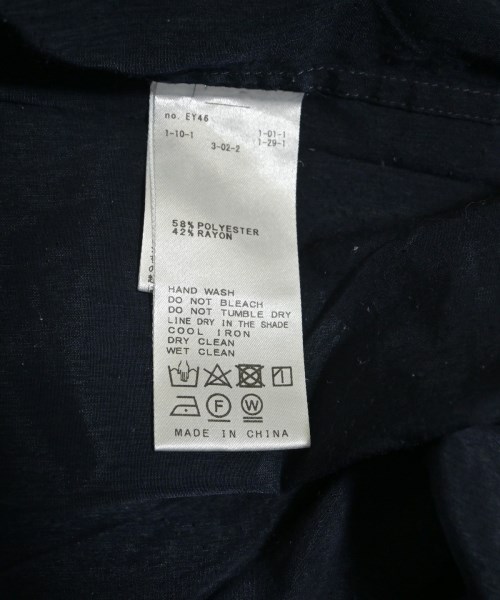 no. EY46
1-10-1 1-01-1
3-02-2 1-29-1
58% POLYESTER
42% RAYON
HAND WASH
DO NOT BLEACH
DO NOT TUMBLE DRY
LINE DRY IN THE SHADE
COOL IRON
DRY CLEAN
WET CLEAN
F W
MADE IN CHINA